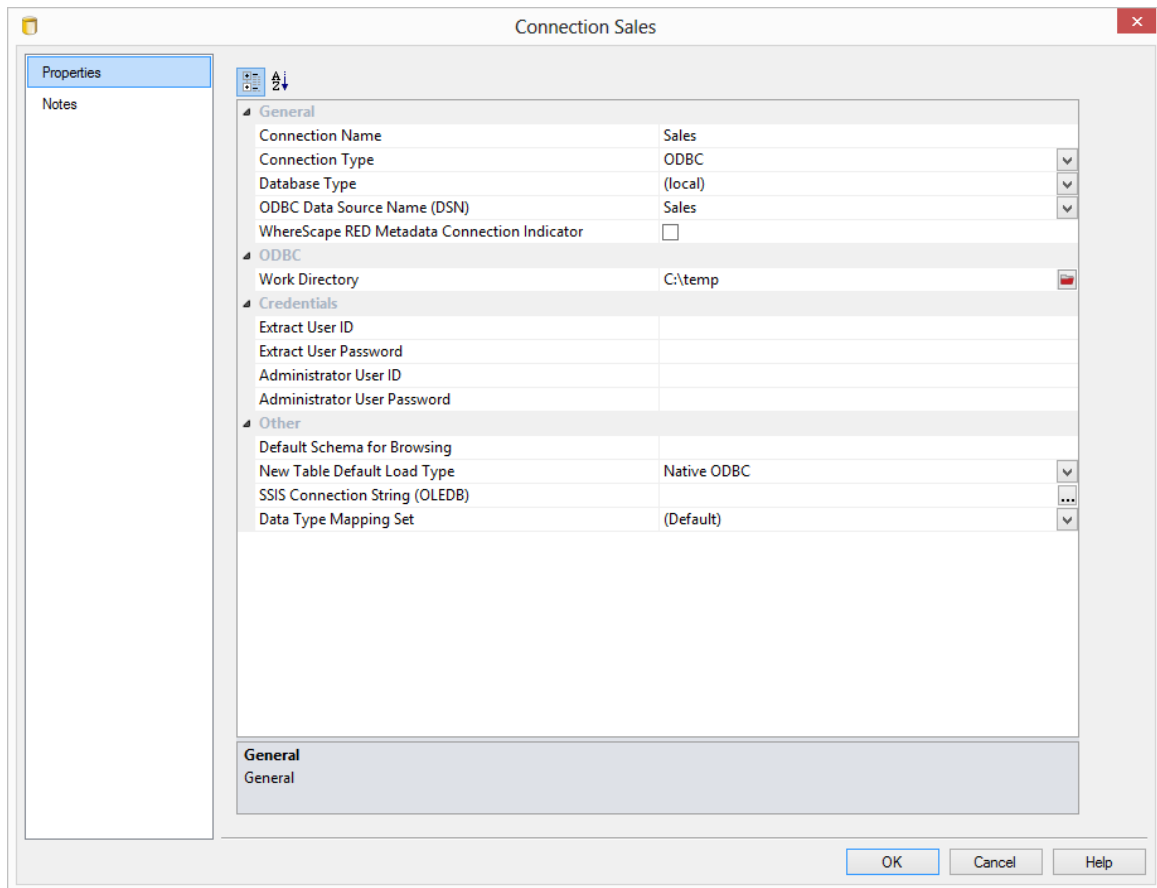 Connection Sales
Properties
Notes
General
Connection Name Sales
Connection Type ODBC
Database Type (local)
ODBC Data Source Name (DSN) Sales
WhereScape RED Metadata Connection Indicator
ODBC
Work Directory C:\temp
Credentials
Extract User ID
Extract User Password
Administrator User ID
Administrator User Password
Other
Default Schema for Browsing
New Table Default Load Type Native ODBC
SSIS Connection String (OLEDB) ...
Data Type Mapping Set (Default)
General
General
OK Cancel Help